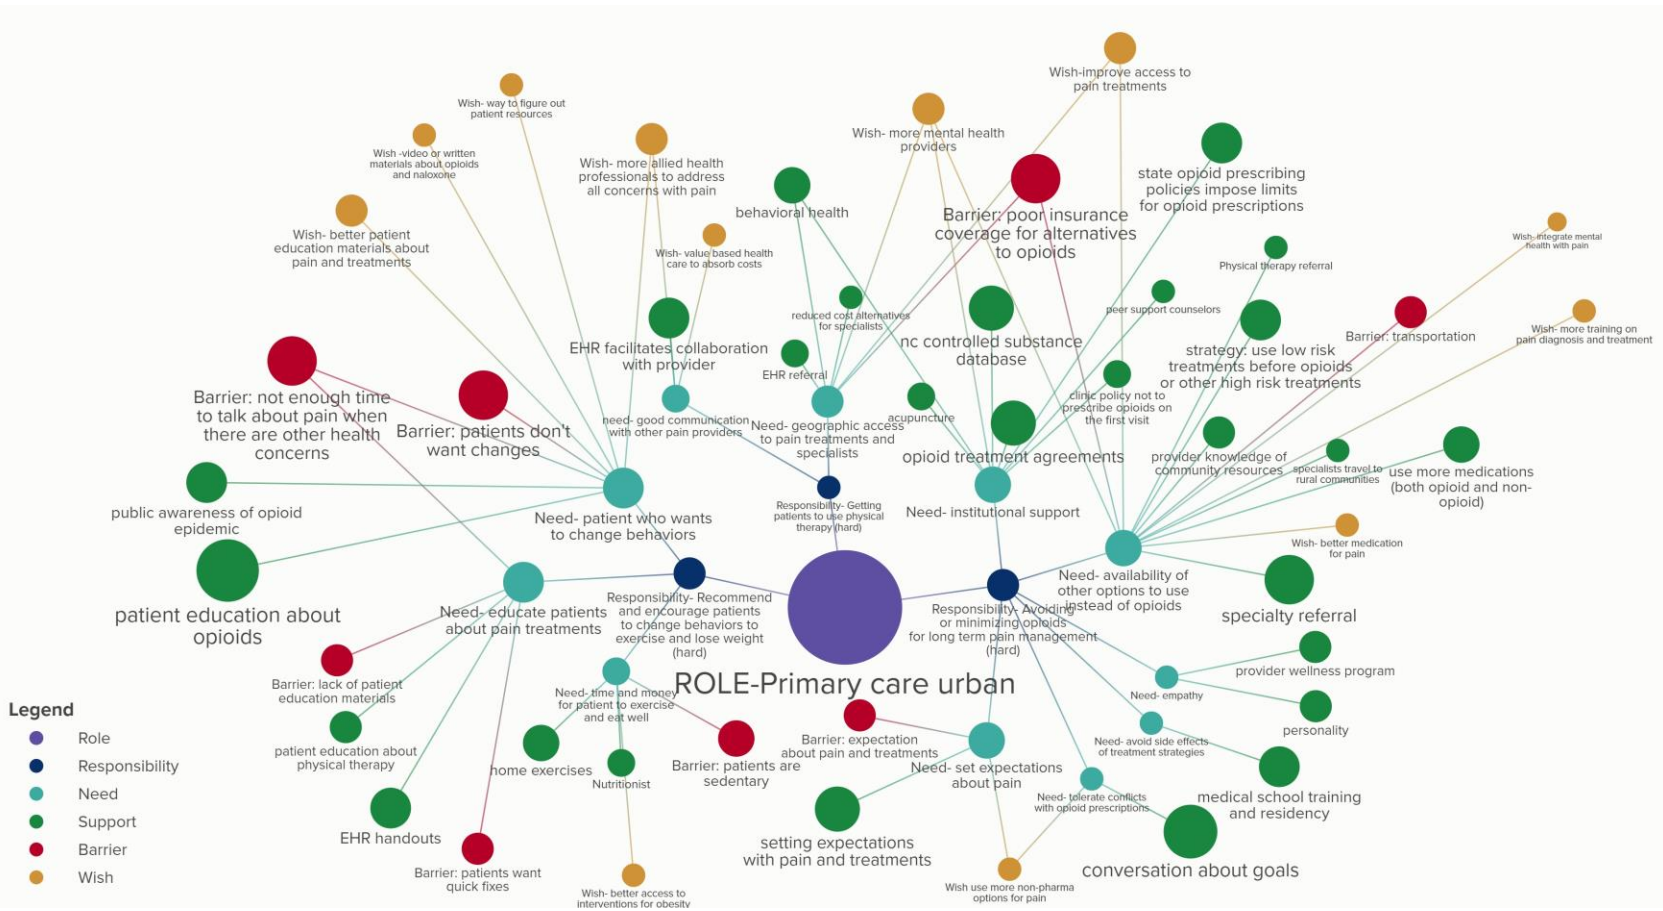 Wish-improve access to
pain treatments
Wish- way to figure out
patient resources
Wish -video or written
materials about opioids
and naloxone
Wish- more mental health
providers
Wish- more allied health
professionals to address
all concerns with pain
state opioid prescribing
policies impose limits
for opioid prescriptions
behavioral health
Barrier: poor insurance
coverage for alternatives
to opioids
Wish- better patient
education materials about
pain and treatments
Wish- value based health
care to absorb costs
Wish- integrate mental
health with pain
Physical therapy referral
reduced cost alternatives
for specialists
peer support counselors
Wish- more training on
pain diagnosis and treatment
Barrier: transportation
EHR facilitates collaboration
with provider
nc controlled substance
database
strategy: use low risk
treatments before opioids
or other high risk treatments
EHR referral
Barrier: not enough time
to talk about pain when
there are other health
concerns
clinic policy not to
prescribe opioids on
the first visit
Barrier: patients don't
want changes
need- good communication
with other pain providers
Need- geographic access
to pain treatments and
specialists
acupuncture
opioid treatment agreements
provider knowledge of
community resources
specialists travel to
rural communities
use more medications
(both opioid and non-
opioid)
public awareness of opioid
epidemic
Need- patient who wants
to change behaviors
Responsibility- Getting
patients to use physical
therapy (hard)
Need- institutional support
Wish- better medication
for pain
patient education about
opioids
Need- educate patients
about pain treatments
Responsibility- Recommend
and encourage patients
to change behaviors to
exercise and lose weight
(hard)
Responsibility- Avoiding
or minimizing opioids
for long term pain management
(hard)
Need- availability of
other options to use
instead of opioids
specialty referral
ROLE-Primary care urban
provider wellness program
Need- empathy
Barrier: lack of patient
education materials
Need- time and money
for patient to exercise
and eat well
personality
patient education about
physical therapy
home exercises
Nutritionist
Barrier: patients are
sedentary
Barrier: expectation
about pain and treatments
Need- set expectations
about pain
Need- avoid side effects
of treatment strategies
Need- tolerate conflicts
with opioid prescriptions
medical school training
and residency
EHR handouts
setting expectations
with pain and treatments
conversation about goals
Barrier: patients want
quick fixes
Wish- better access to
interventions for obesity
Wish use more non-pharma
options for pain
Legend
Role
Responsibility
Need
Support
Barrier
Wish